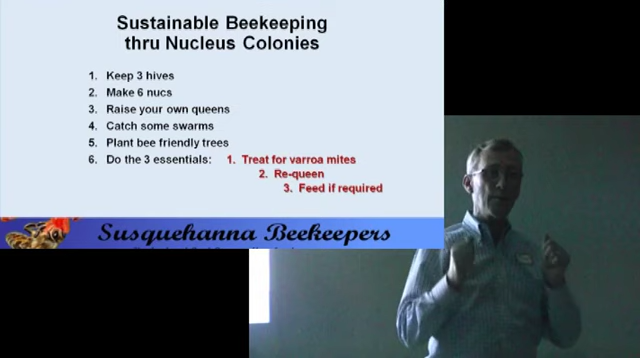 Sustainable Beekeeping
thru Nucleus Colonies
1. Keep 3 hives
2. Make 6 nucs
3. Raise your own queens
4. Catch some swarms
5. Plant bee friendly trees
6. Do the 3 essentials: 1. Treat for varroa mites
2. Re-queen
3. Feed if required
Susquehanna Beekeepers